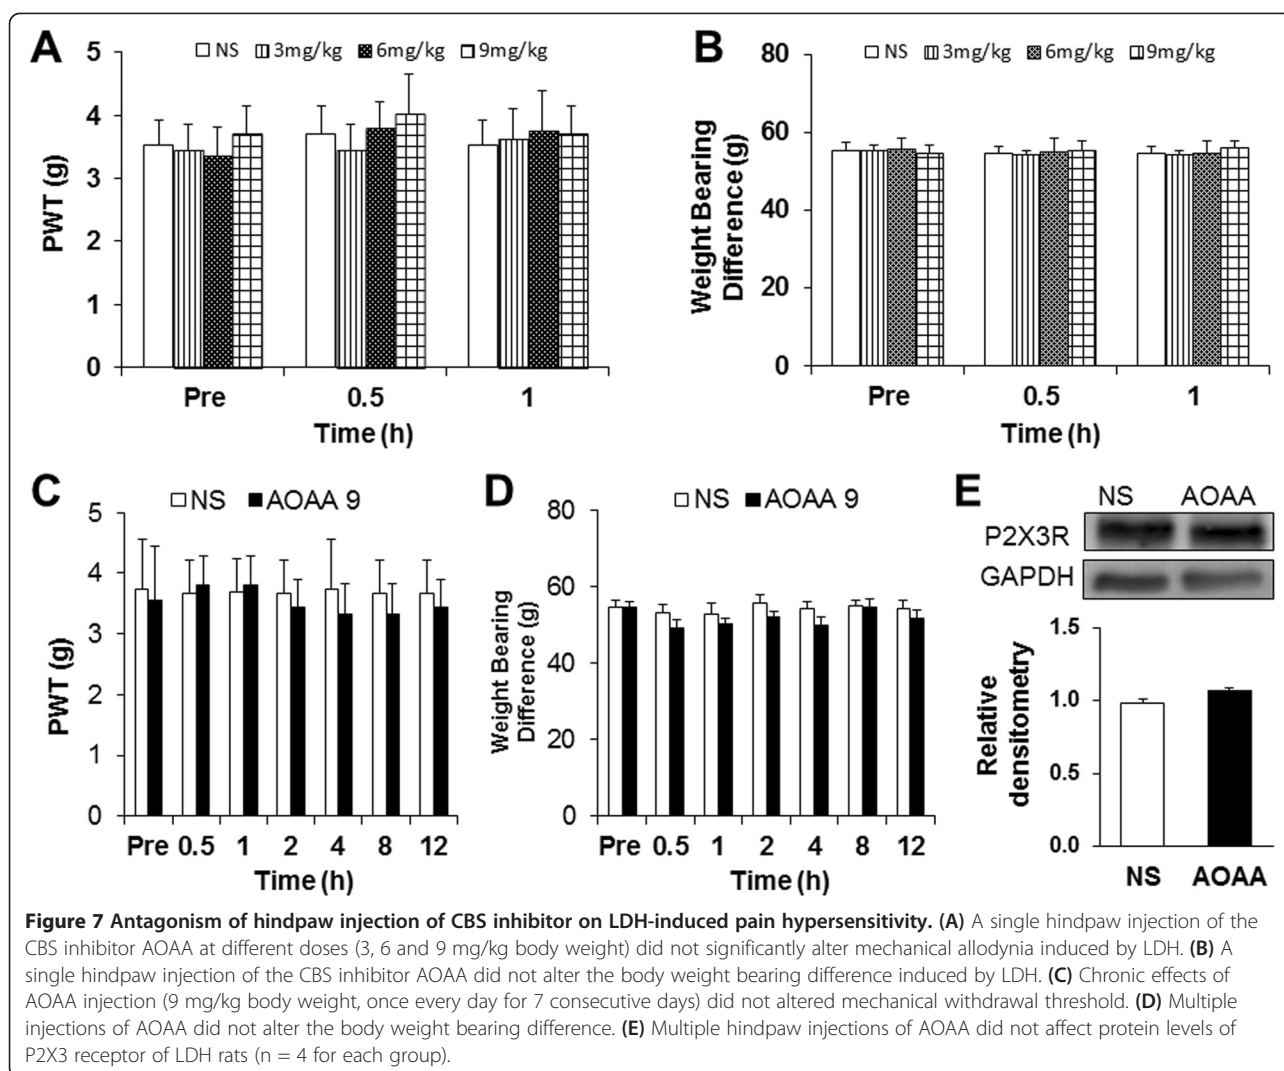 A
NS 3mg/kg 6mg/kg 9mg/kg
5
4
3
2
1
0
PWT (g)
Pre 0.5 1
Time (h)
B
NS 3mg/kg 6mg/kg 9mg/kg
80
60
40
20
0
Weight Bearing
Difference (g)
Pre 0.5 1
Time (h)
C
NS AOAA 9
5
4
3
2
1
0
PWT (g)
Pre 0.5 1 2 4 8 12
Time (h)
D
NS AOAA 9
80
60
40
20
0
Weight Bearing
Difference (g)
Pre 0.5 1 2 4 8 12
Time (h)
E
NS AOAA
P2X3R
GAPDH
1.5
1.0
0.5
0.0
Relative
densitometry
NS AOAA
Figure 7 Antagonism of hindpaw injection of CBS inhibitor on LDH-induced pain hypersensitivity. (A) A single hindpaw injection of the
CBS inhibitor AOAA at different doses (3, 6 and 9 mg/kg body weight) did not significantly alter mechanical allodynia induced by LDH. (B) A
single hindpaw injection of the CBS inhibitor AOAA did not alter the body weight bearing difference induced by LDH. (C) Chronic effects of
AOAA injection (9 mg/kg body weight, once every day for 7 consecutive days) did not altered mechanical withdrawal threshold. (D) Multiple
injections of AOAA did not alter the body weight bearing difference. (E) Multiple hindpaw injections of AOAA did not affect protein levels of
P2X3 receptor of LDH rats (n = 4 for each group).